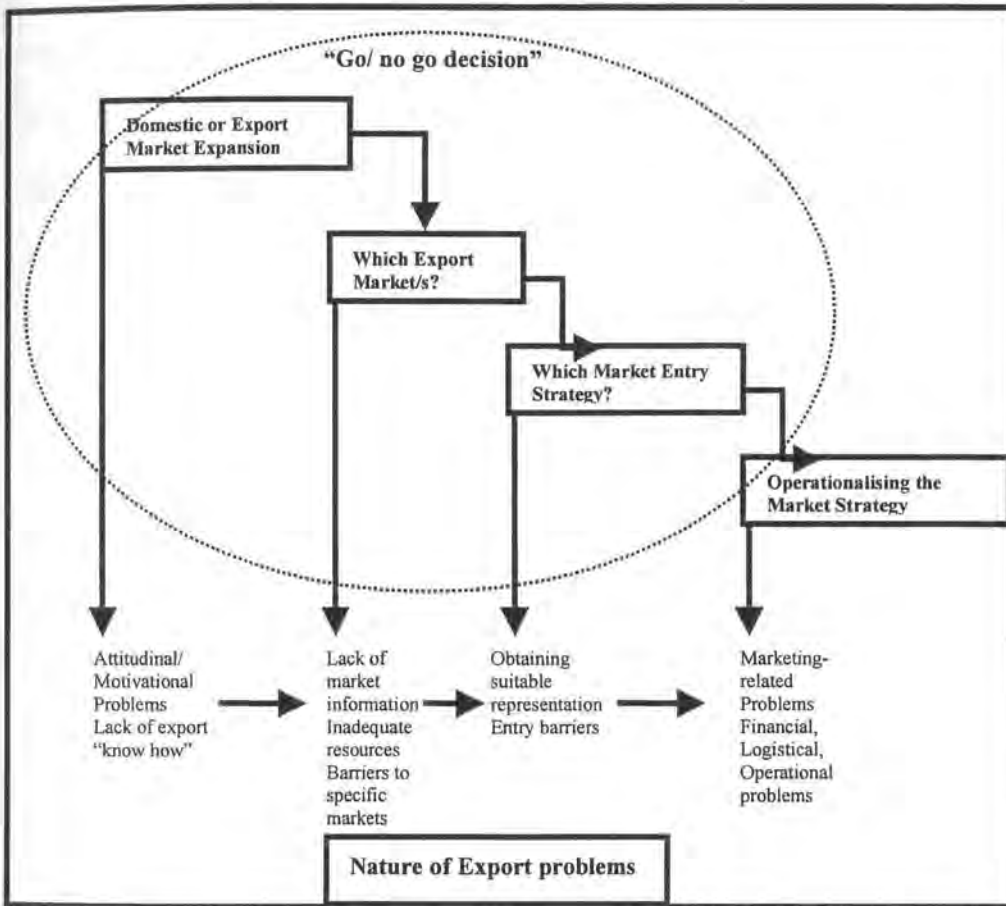 “Go/ no go decision”
Domestic or Export
Market Expansion
Which Export
Market/s?
Which Market Entry
Strategy?
Operationalising the
Market Strategy
Attitudinal/
Motivational
Problems
Lack of export
“know how”
Lack of
market
information
Inadequate
resources
Barriers to
specific
markets
Obtaining
suitable
representation
Entry barriers
Marketing-
related
Problems
Financial,
Logistical,
Operational
problems
Nature of Export problems